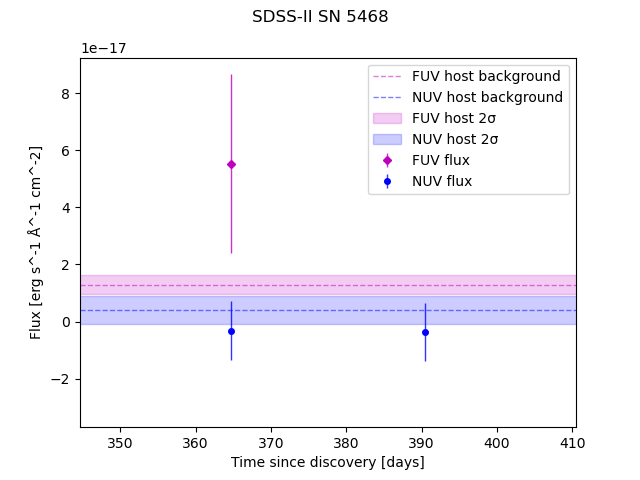 SDSS-II SN 5468
1e−17
FUV host background
NUV host background
FUV host 2σ
NUV host 2σ
FUV flux
NUV flux
8
6
4
2
0
−2
Flux [erg s^-1 Å^-1 cm^-2]
350 360 370 380 390 400 410
Time since discovery [days]